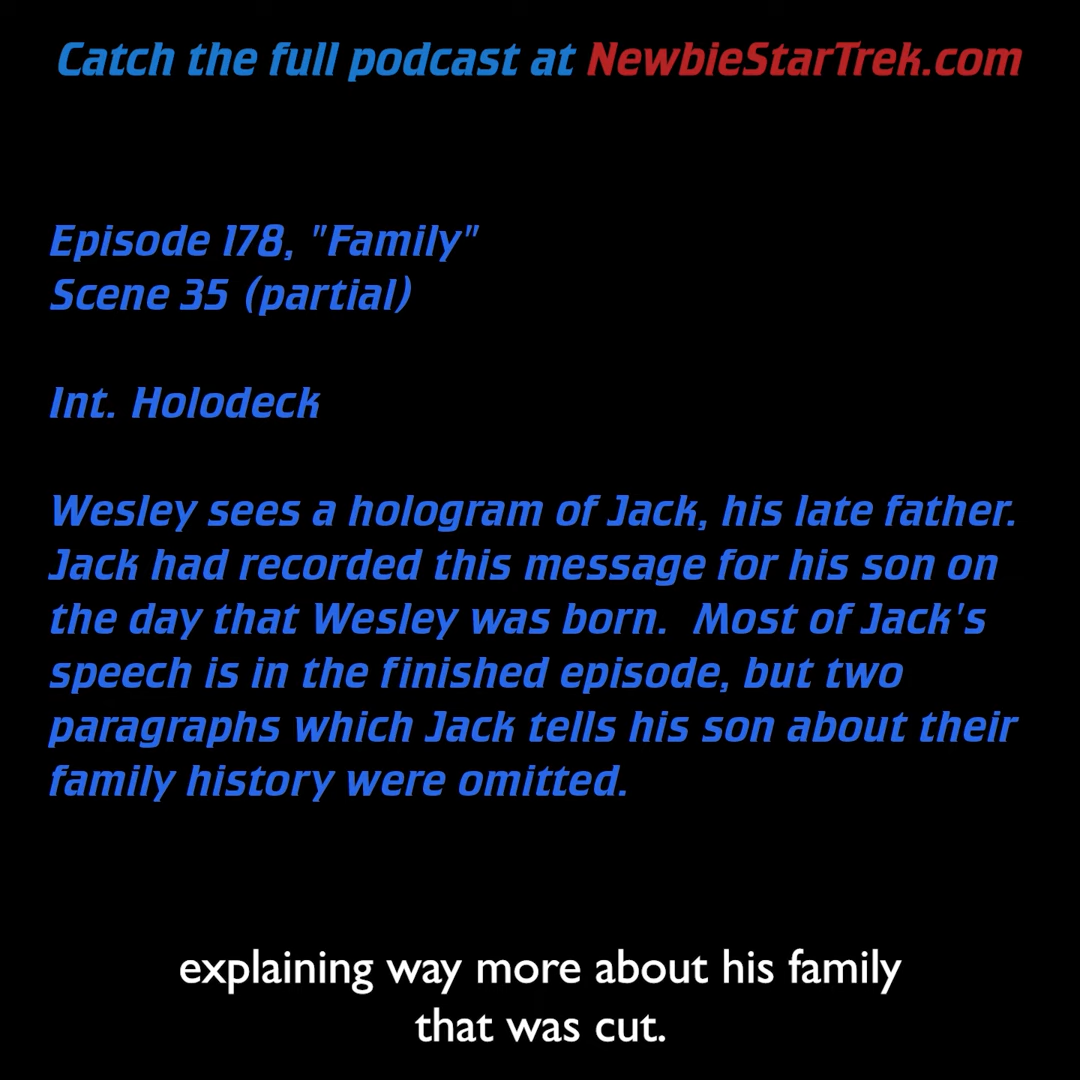 Catch the full podcast at NewbieStarTrek.com
Episode 178, "Family"
Scene 35 (partial)
Int. Holodeck
Wesley sees a hologram of Jack, his late father.
Jack had recorded this message for his son on
the day that Wesley was born.  Most of Jack's
speech is in the finished episode, but two
paragraphs which Jack tells his son about their
family history were omitted.
explaining way more about his family
that was cut.